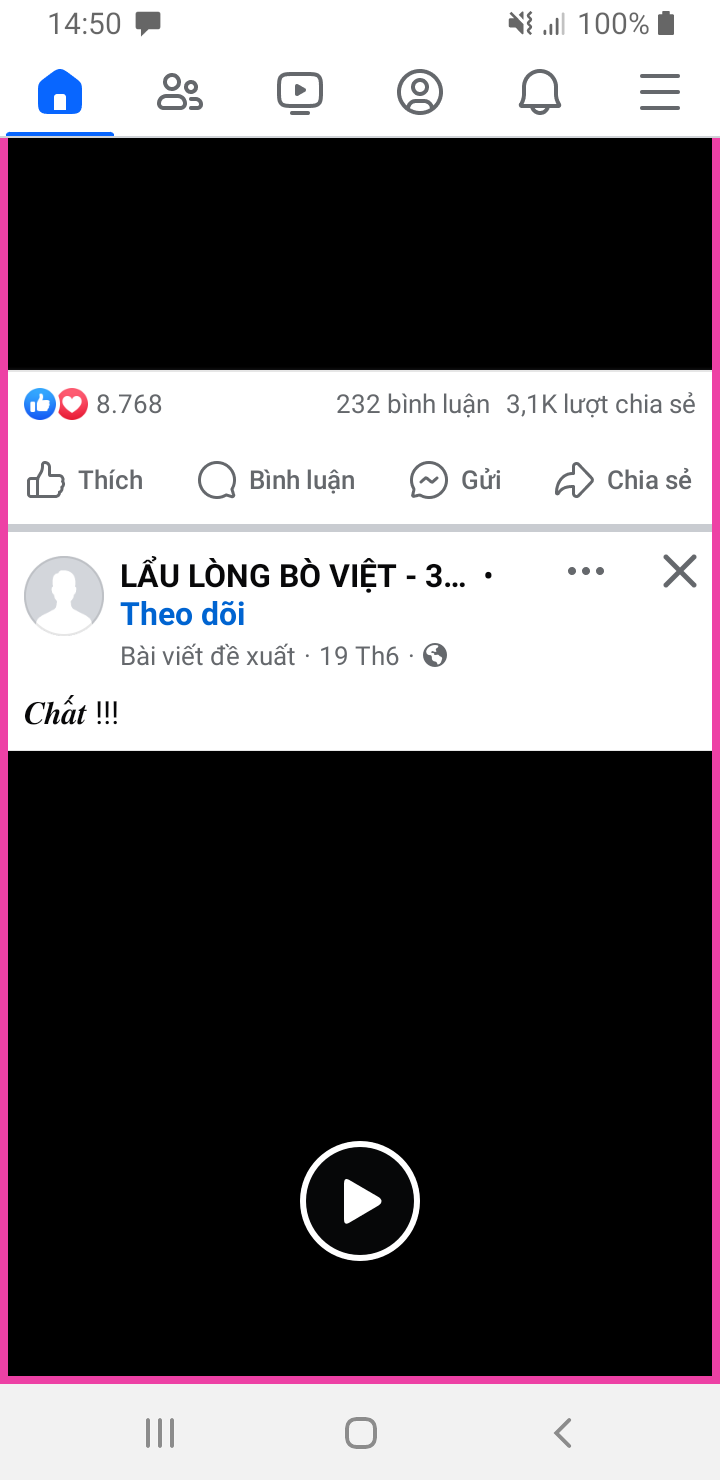 14:50 100%
8.768 232 bình luận 3,1K lượt chia sẻ
Thích Bình luận Gửi Chia sẻ
LẨU LÒNG BÒ VIỆT - 3... •
Theo dõi
Bài viết đề xuất · 19 Th6 ·
Chất !!!